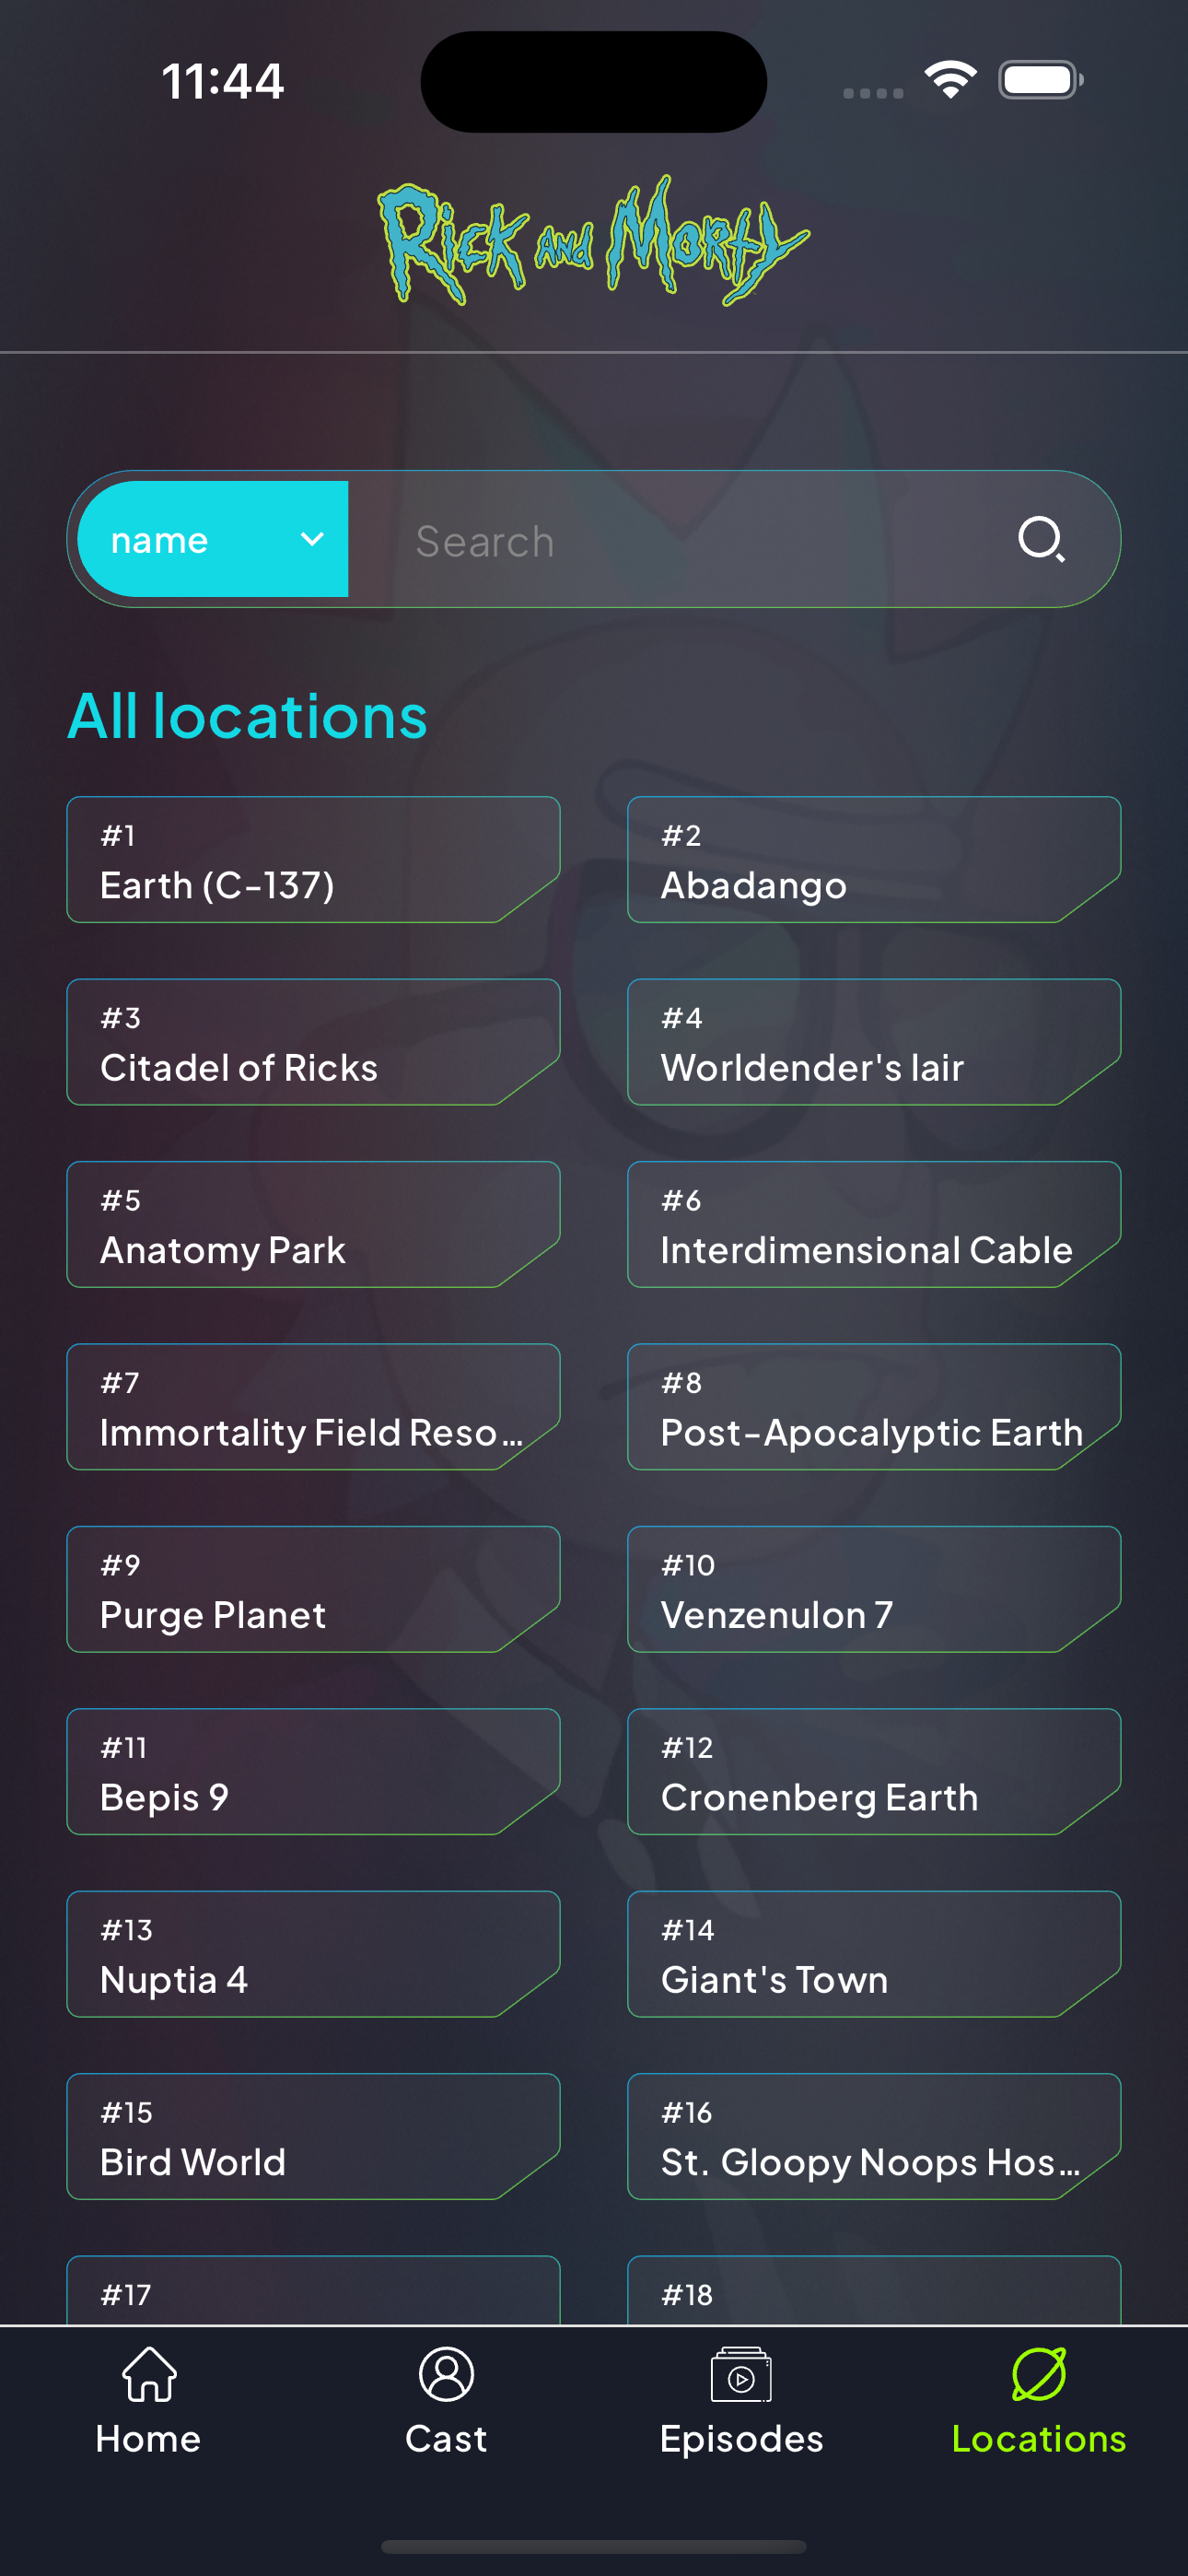 11:44
Rick and Morty
name
Search
All locations
#1
Earth (C-137)
#2
Abadango
#3
Citadel of Ricks
#4
Worldender's lair
#5
Anatomy Park
#6
Interdimensional Cable
#7
Immortality Field Reso...
#8
Post-Apocalyptic Earth
#9
Purge Planet
#10
Venzenulon 7
#11
Bepis 9
#12
Cronenberg Earth
#13
Nuptia 4
#14
Giant's Town
#15
Bird World
#16
St. Gloopy Noops Hos...
#17
#18
Home
Cast
Episodes
Locations